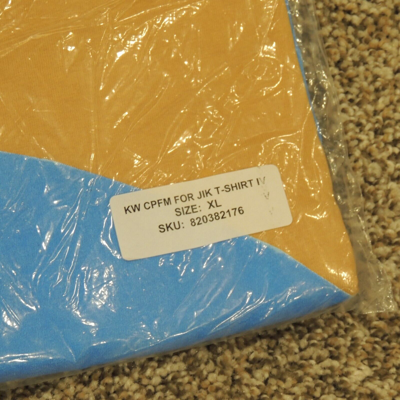 KW CPFM FOR JIK T-SHIRT IV
SIZE: XL
SKU: 820382176